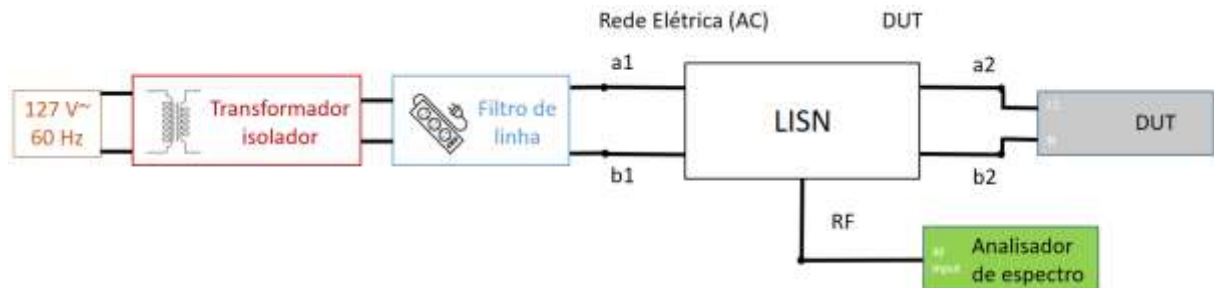 Rede Elétrica (AC)
DUT
a1
a2
127 V~
60 Hz
Transformador
isolador
Filtro de
linha
LISN
DUT
b1
b2
RF
Analisador
de espectro
input